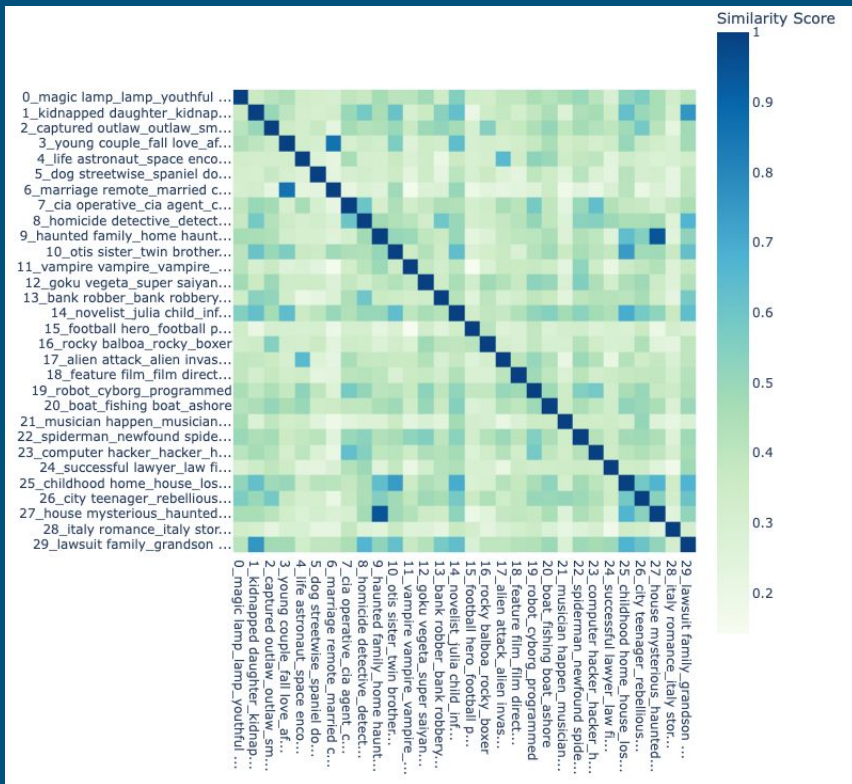 Similarity Score
1
0.9
0.8
0.7
0.6
0.5
0.4
0.3
0.2
0_magic lamp_lamp_youthful ...
1_kidnapped daughter_kidnap...
2_captured outlaw_outlaw_sm...
3_young couple_fall love_af...
4_life astronaut_space enco...
5_dog streetwise_spaniel do...
6_marriage remote_married c...
7_cia operative_cia agent_c...
8_homicide detective_detect...
9_haunted family_home haunt...
10_otis sister_twin brother...
11_vampire vampire_vampire_...
12_goku vegeta_super saiyan...
13_bank robber_bank robbery...
14_novelist_julia child_inf...
15_football hero_football p...
16_rocky balboa_rocky_boxer
17_alien attack_alien invas...
18_feature film_film direct...
19_robot_cyborg_programmed
20_boat_fishing boat_ashore
21_musician happen_musician...
22_spiderman_newfound spide...
23_computer hacker_hacker_h...
24_successful lawyer_law fi...
25_childhood home_house_los...
26_city teenager_rebellious...
27_house mysterious_haunted...
28_italy romance_italy stor...
29_lawsuit family_grandson ...
0_magic lamp_lamp_youthful ...
1_kidnapped daughter_kidnap...
2_captured outlaw_outlaw_sm...
3_young couple_fall love_af...
4_life astronaut_space enco...
5_dog streetwise_spaniel do...
6_marriage remote_married c...
7_cia operative_cia agent_c...
8_homicide detective_detect...
9_haunted family_home haunt...
10_otis sister_twin brother...
11_vampire vampire_vampire_...
12_goku vegeta_super saiyan...
13_bank robber_bank robbery...
14_novelist_julia child_inf...
15_football hero_football p...
16_rocky balboa_rocky_boxer
17_alien attack_alien invas...
18_feature film_film direct...
19_robot_cyborg_programmed
20_boat_fishing boat_ashore
21_musician happen_musician...
22_spiderman_newfound spide...
23_computer hacker_hacker_h...
24_successful lawyer_law fi...
25_childhood home_house_los...
26_city teenager_rebellious...
27_house mysterious_haunted...
28_italy romance_italy stor...
29_lawsuit family_grandson ...